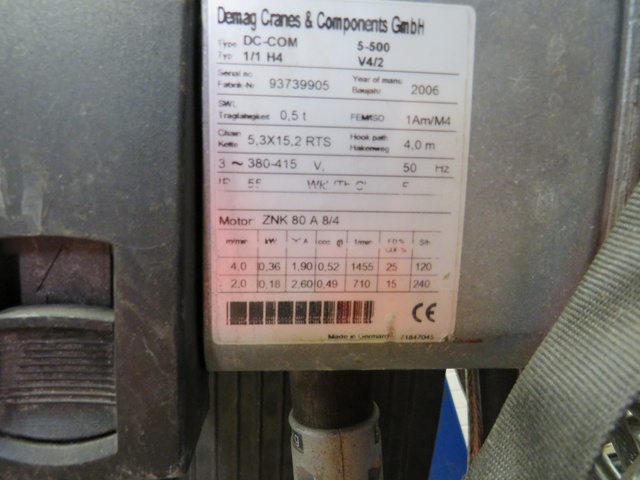 Demag Cranes & Components GmbH
Type DC-COM 5-500
Typ 1/1 H4 V4/2
Serial no. Year of manu.
Fabrik-Nr. 93739905 Baujahr 2006
SWL
Tragfähigkeit 0,5 t FEM/ISO 1Am/M4
Chain Hook path
Kette 5,3X15,2 RTS Hakenweg 4,0 m
3 ~ 380-415 V, 50 Hz
IP 55
Motor: ZNK 80 A 8/4
m/min kW A cos φ 1/min S/h
4,0 0,36 1,90 0,52 1455 25 120
2,0 0,18 2,60 0,49 710 15 240
CE
Made in Germany 71847045